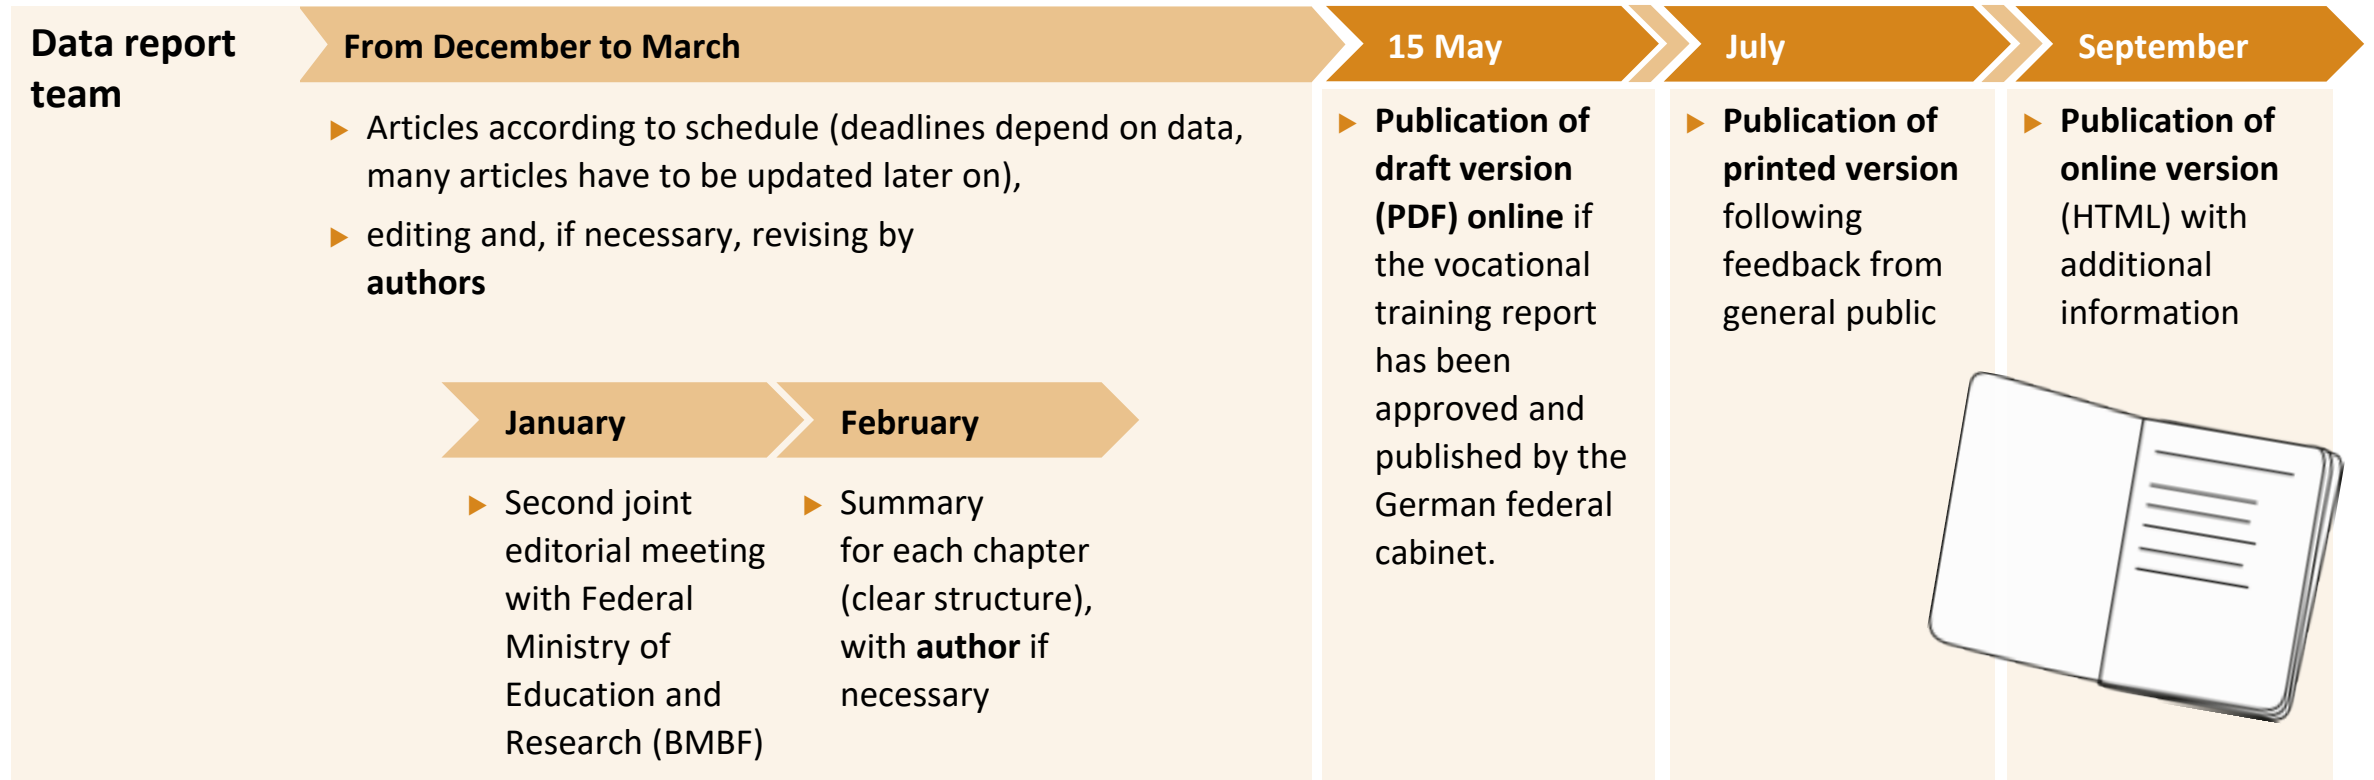 Data report
team
From December to March
Articles according to schedule (deadlines depend on data,
many articles have to be updated later on),
editing and, if necessary, revising by
authors
January
Second joint
editorial meeting
with Federal
Ministry of
Education and
Research (BMBF)
February
Summary
for each chapter
(clear structure),
with author if
necessary
15 May
Publication of
draft version
(PDF) online if
the vocational
training report
has been
approved and
published by the
German federal
cabinet.
July
Publication of
printed version
following
feedback from
general public
September
Publication of
online version
(HTML) with
additional
information